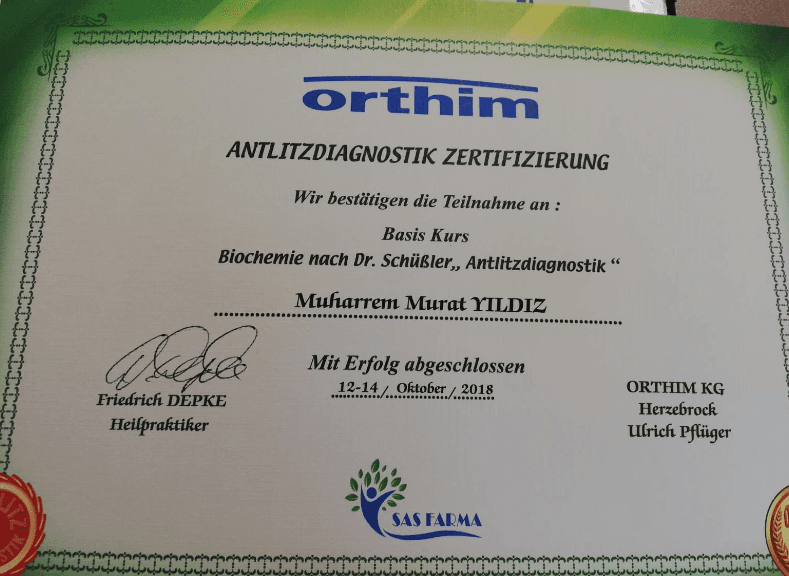 orthim
ANTLITZDIAGNOSTIK ZERTIFIZIERUNG
Wir bestätigen die Teilnahme an :
Basis Kurs
Biochemie nach Dr. Schüßler„ Antlitzdiagnostik “
Muharrem Murat YILDIZ
Mit Erfolg abgeschlossen
12-14/ Oktober / 2018
Friedrich DEPKE
Heilpraktiker
ORTHIM KG
Herzebrock
Ulrich Pflüger
SAS FARMA